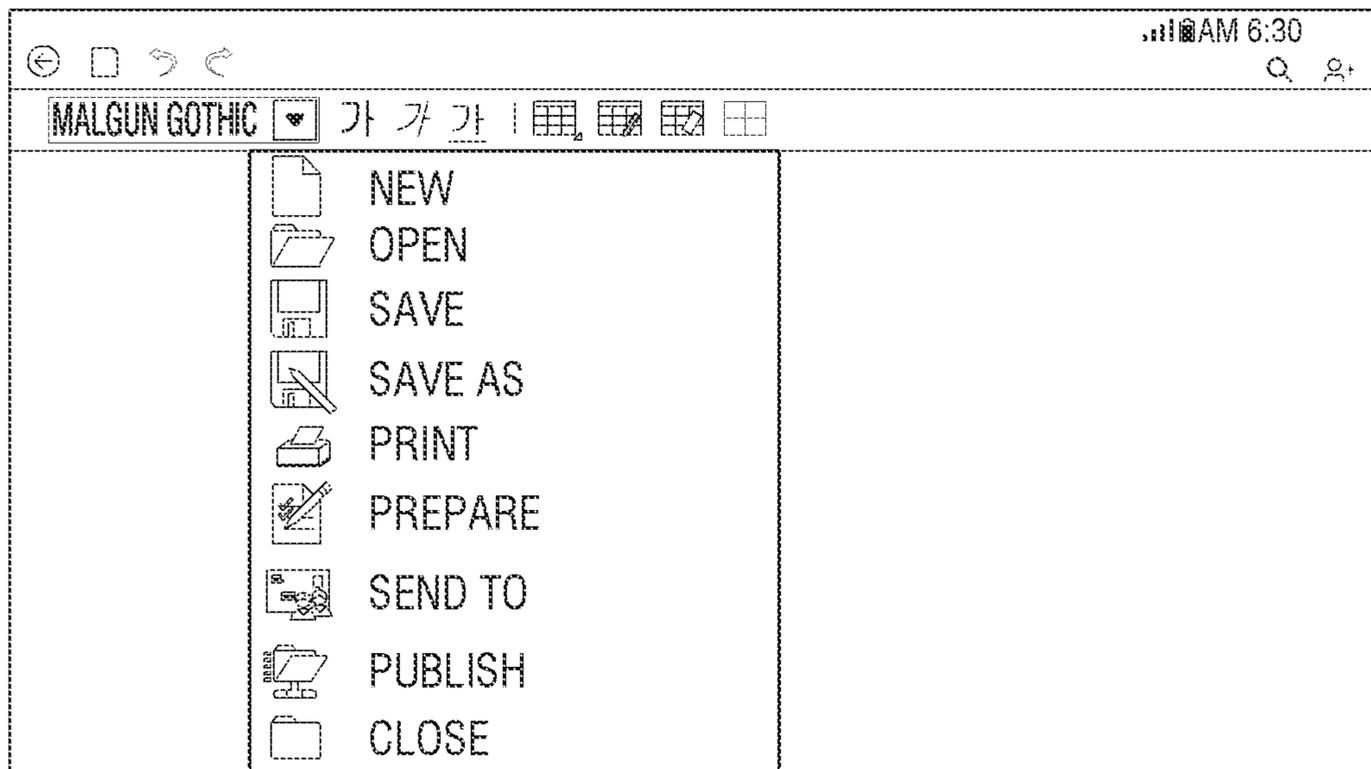 AM 6:30
MALGUN GOTHIC 가 가 가
NEW
OPEN
SAVE
SAVE AS
PRINT
PREPARE
SEND TO
PUBLISH
CLOSE